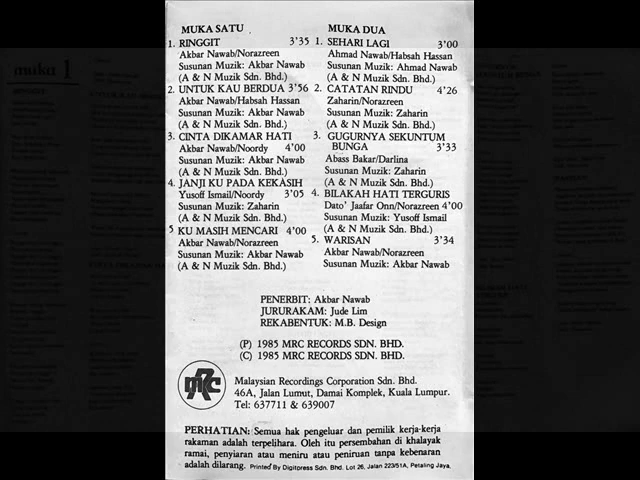 muka 1
MUKA SATU
1. RINGGIT 3'35
Akbar Nawab/Norazreen
Susunan Muzik: Akbar Nawab
(A & N Muzik Sdn. Bhd.)
2. UNTUK KAU BERDUA 3'56
Akbar Nawab/Habsah Hassan
Susunan Muzik: Akbar Nawab
(A & N Muzik Sdn. Bhd.)
3. CINTA DIKAMAR HATI
Akbar Nawab/Noordy 4'00
Susunan Muzik: Akbar Nawab
(A & N Muzik Sdn. Bhd.)
4. JANJI KU PADA KEKASIH
Yusoff Ismail/Noordy 3'05
Susunan Muzik: Zaharin
(A & N Muzik Sdn. Bhd.)
5 KU MASIH MENCARI 4'00
Akbar Nawab/Norazreen
Susunan Muzik: Akbar Nawab
(A & N Muzik Sdn. Bhd.)
MUKA DUA
1. SEHARI LAGI 3'00
Ahmad Nawab/Habsah Hassan
Susunan Muzik: Ahmad Nawab
(A & N Muzik Sdn. Bhd.)
2. CATATAN RINDU 4'26
Zaharin/Norazreen
Susunan Muzik: Zaharin
(A & N Muzik Sdn. Bhd.)
3. GUGURNYA SEKUNTUM
BUNGA 3'33
Abass Bakar/Darlina
Susunan Muzik: Zaharin
(A & N Muzik Sdn. Bhd.)
4. BILAKAH HATI TERGURIS
Dato' Jaafar Onn/Norazreen 4'00
Susunan Muzik: Yusoff Ismail
(A & N Muzik Sdn. Bhd.)
5. WARISAN 3'34
Akbar Nawab/Norazreen
Susunan Muzik: Akbar Nawab
PENERBIT: Akbar Nawab
JURURAKAM: Jude Lim
REKABENTUK: M.B. Design
(P) 1985 MRC RECORDS SDN. BHD.
(C) 1985 MRC RECORDS SDN. BHD.
mrc
Malaysian Recordings Corporation Sdn. Bhd.
46A, Jalan Lumut, Damai Komplek, Kuala Lumpur.
Tel: 637711 & 639007
PERHATIAN: Semua hak pengeluar dan pemilik kerja-kerja
rakaman adalah terpelihara. Oleh itu persembahan di khalayak
ramai, penyiaran atau meniru atau peniruan tanpa kebenaran
adalah dilarang. Printed By Digitpress Sdn. Bhd. Lot 26, Jalan 223/51A, Petaling Jaya.